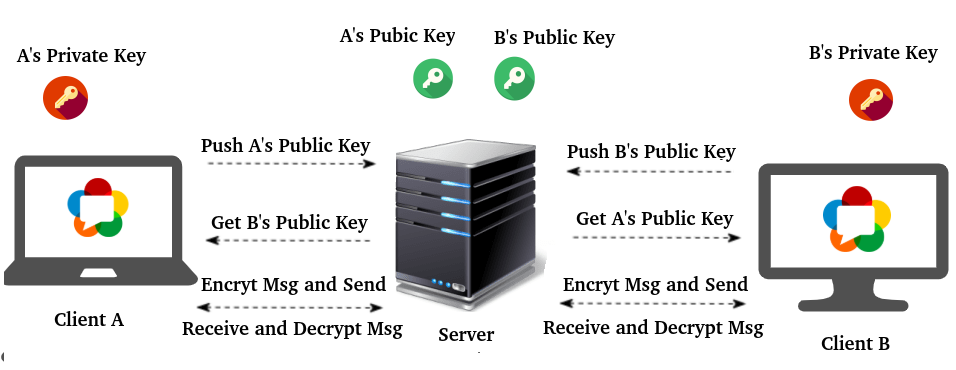 A's Private Key
A's Pubic Key
B's Public Key
B's Private Key
Push A's Public Key
Push B's Public Key
Get B's Public Key
Get A's Public Key
Encryt Msg and Send
Receive and Decrypt Msg
Encryt Msg and Send
Receive and Decrypt Msg
Client A
Server
Client B